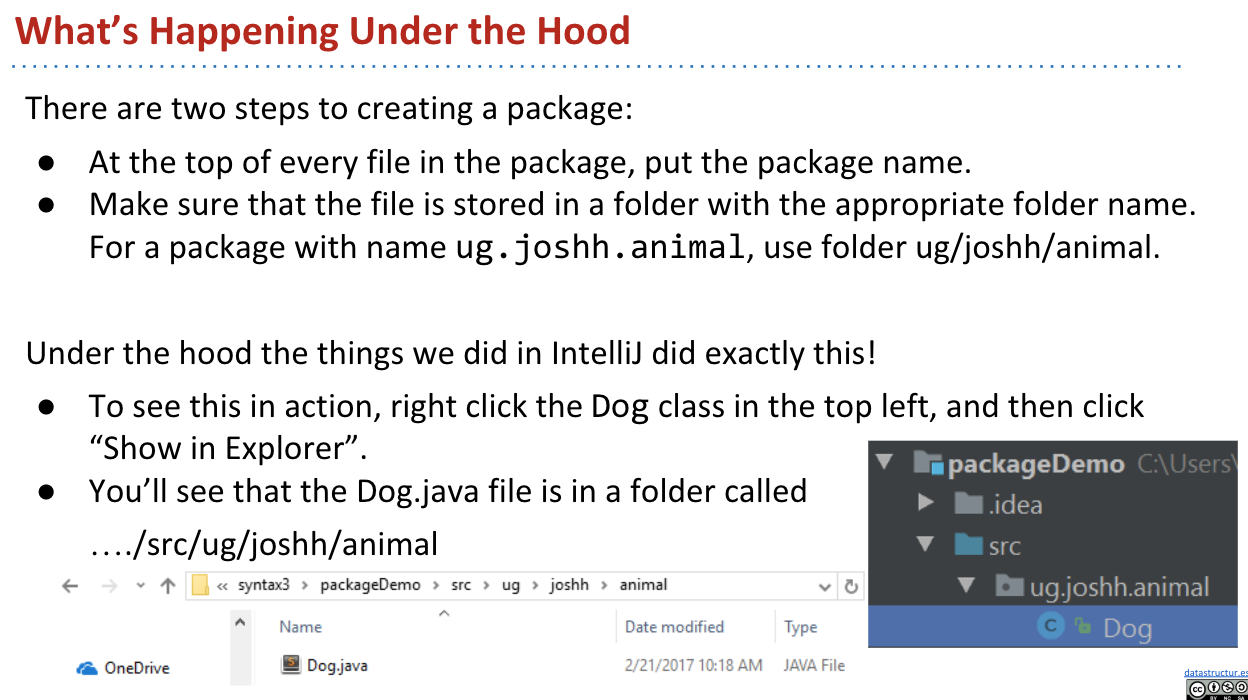 What’s Happening Under the Hood
There are two steps to creating a package:
● At the top of every file in the package, put the package name.
● Make sure that the file is stored in a folder with the appropriate folder name.
For a package with name ug.joshh.animal, use folder ug/joshh/animal.
Under the hood the things we did in IntelliJ did exactly this!
● To see this in action, right click the Dog class in the top left, and then click
“Show in Explorer”.
● You’ll see that the Dog.java file is in a folder called
…./src/ug/joshh/animal
« syntax3 › packageDemo › src › ug › joshh › animal
Name Date modified Type
OneDrive Dog.java 2/21/2017 10:18 AM JAVA File
packageDemo C:\Users\
.idea
src
ug.joshh.animal
C Dog
datastructur.es
CC BY NC SA